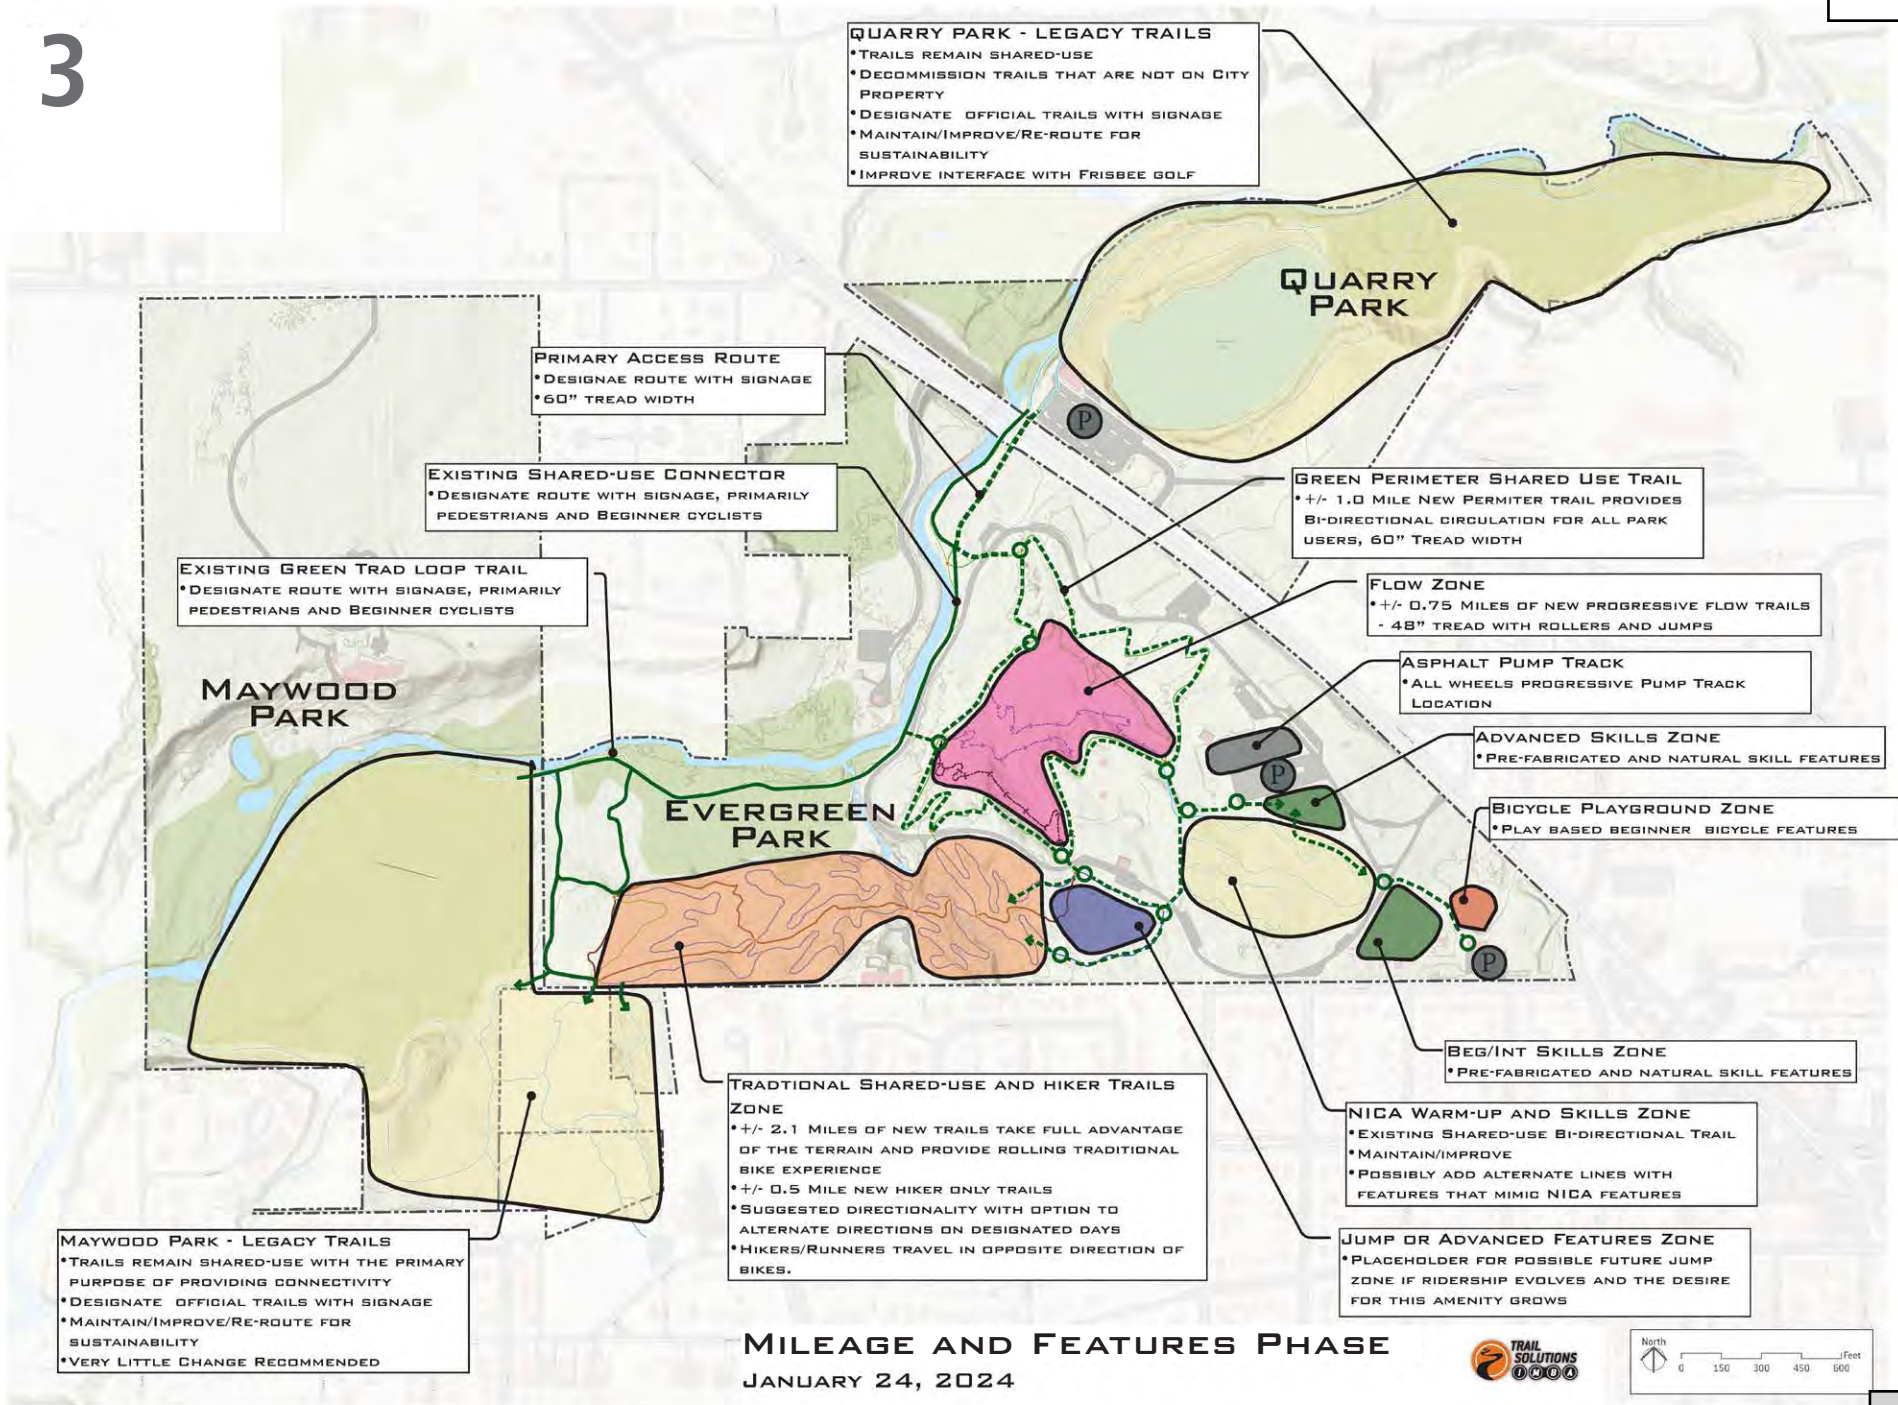 3
QUARRY PARK - LEGACY TRAILS
•TRAILS REMAIN SHARED-USE
•DECOMMISSION TRAILS THAT ARE NOT ON CITY
PROPERTY
•DESIGNATE OFFICIAL TRAILS WITH SIGNAGE
•MAINTAIN/IMPROVE/RE-ROUTE FOR
SUSTAINABILITY
•IMPROVE INTERFACE WITH FRISBEE GOLF
QUARRY
PARK
PRIMARY ACCESS ROUTE
•DESIGNAE ROUTE WITH SIGNAGE
•60" TREAD WIDTH
P
EXISTING SHARED-USE CONNECTOR
•DESIGNATE ROUTE WITH SIGNAGE, PRIMARILY
PEDESTRIANS AND BEGINNER CYCLISTS
GREEN PERIMETER SHARED USE TRAIL
•+/- 1.0 MILE NEW PERMITER TRAIL PROVIDES
BI-DIRECTIONAL CIRCULATION FOR ALL PARK
USERS, 60" TREAD WIDTH
EXISTING GREEN TRAD LOOP TRAIL
•DESIGNATE ROUTE WITH SIGNAGE, PRIMARILY
PEDESTRIANS AND BEGINNER CYCLISTS
FLOW ZONE
•+/- 0.75 MILES OF NEW PROGRESSIVE FLOW TRAILS
- 48" TREAD WITH ROLLERS AND JUMPS
ASPHALT PUMP TRACK
•ALL WHEELS PROGRESSIVE PUMP TRACK
LOCATION
MAYWOOD
PARK
ADVANCED SKILLS ZONE
•PRE-FABRICATED AND NATURAL SKILL FEATURES
P
EVERGREEN
PARK
BICYCLE PLAYGROUND ZONE
•PLAY BASED BEGINNER BICYCLE FEATURES
P
BEG/INT SKILLS ZONE
•PRE-FABRICATED AND NATURAL SKILL FEATURES
TRADTIONAL SHARED-USE AND HIKER TRAILS
ZONE
•+/- 2.1 MILES OF NEW TRAILS TAKE FULL ADVANTAGE
OF THE TERRAIN AND PROVIDE ROLLING TRADITIONAL
BIKE EXPERIENCE
•+/- 0.5 MILE NEW HIKER ONLY TRAILS
•SUGGESTED DIRECTIONALITY WITH OPTION TO
ALTERNATE DIRECTIONS ON DESIGNATED DAYS
•HIKERS/RUNNERS TRAVEL IN OPPOSITE DIRECTION OF
BIKES.
NICA WARM-UP AND SKILLS ZONE
•EXISTING SHARED-USE BI-DIRECTIONAL TRAIL
•MAINTAIN/IMPROVE
•POSSIBLY ADD ALTERNATE LINES WITH
FEATURES THAT MIMIC NICA FEATURES
MAYWOOD PARK - LEGACY TRAILS
•TRAILS REMAIN SHARED-USE WITH THE PRIMARY
PURPOSE OF PROVIDING CONNECTIVITY
•DESIGNATE OFFICIAL TRAILS WITH SIGNAGE
•MAINTAIN/IMPROVE/RE-ROUTE FOR
SUSTAINABILITY
•VERY LITTLE CHANGE RECOMMENDED
JUMP OR ADVANCED FEATURES ZONE
•PLACEHOLDER FOR POSSIBLE FUTURE JUMP
ZONE IF RIDERSHIP EVOLVES AND THE DESIRE
FOR THIS AMENITY GROWS
MILEAGE AND FEATURES PHASE
JANUARY 24, 2024
TRAIL
SOLUTIONS
IMBA
North
Feet
0 150 300 450 600